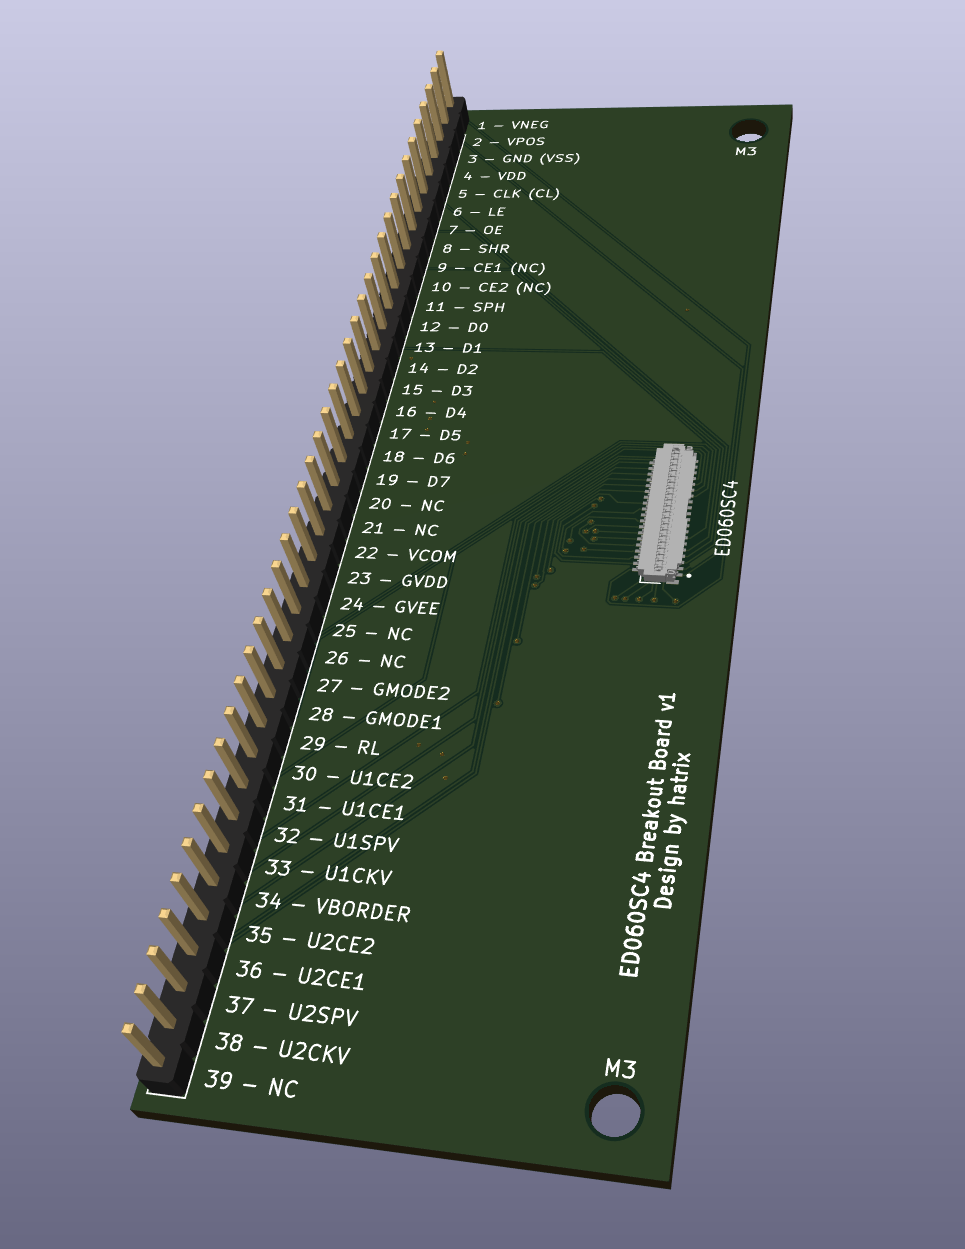 1 — VNEG
2 — VPOS
3 — GND (VSS)
4 — VDD
5 — CLK (CL)
6 — LE
7 — OE
8 — SHR
9 — CE1 (NC)
10 — CE2 (NC)
11 — SPH
12 — D0
13 — D1
14 — D2
15 — D3
16 — D4
17 — D5
18 — D6
19 — D7
20 — NC
21 — NC
22 — VCOM
23 — GVDD
24 — GVEE
25 — NC
26 — NC
27 — GMODE2
28 — GMODE1
29 — RL
30 — U1CE2
31 — U1CE1
32 — U1SPV
33 — U1CKV
34 — VBORDER
35 — U2CE2
36 — U2CE1
37 — U2SPV
38 — U2CKV
39 — NC
M3
ED060SC4
ED060SC4 Breakout Board v1
Design by hatrix
M3